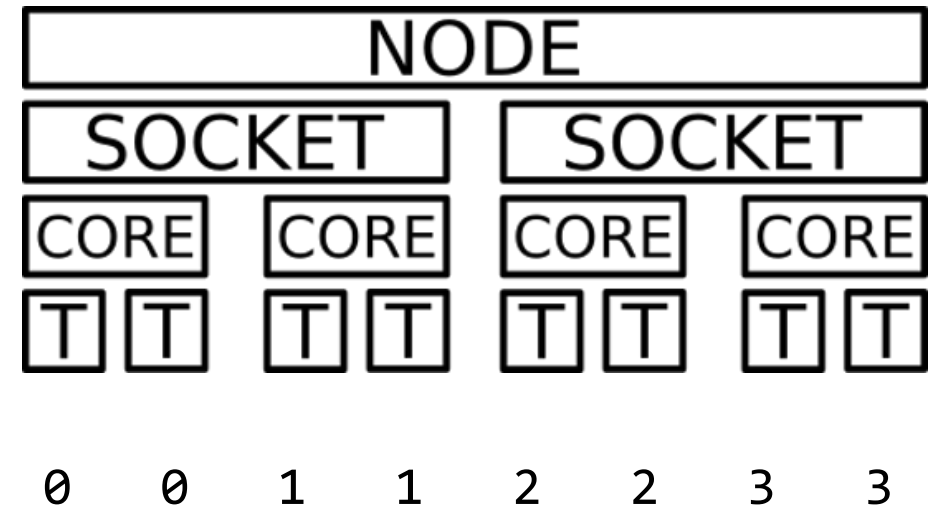 NODE
SOCKET SOCKET
CORE CORE CORE CORE
T T T T T T T T
0 0 1 1 2 2 3 3